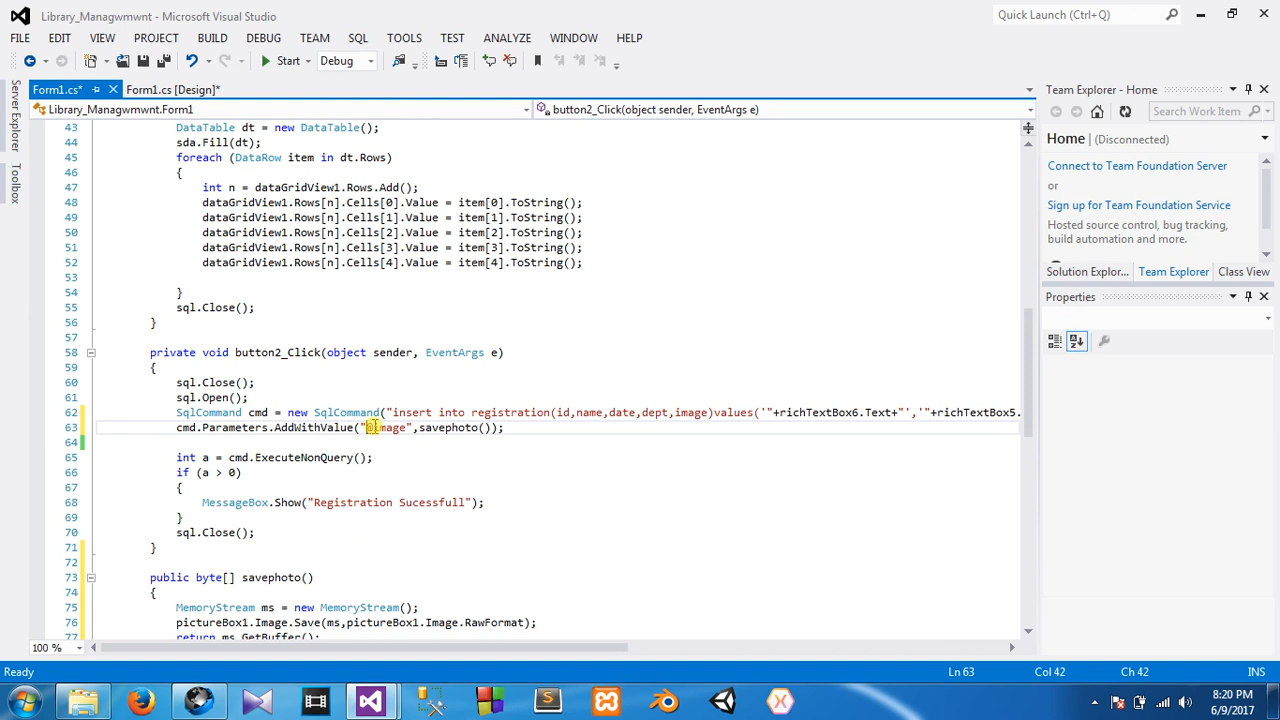 Library_Managwmwnt - Microsoft Visual Studio
Quick Launch (Ctrl+Q)
FILE EDIT VIEW PROJECT BUILD DEBUG TEAM SQL TOOLS TEST ANALYZE WINDOW HELP
Start Debug
Form1.cs* Form1.cs [Design]*
Library_Managwmwnt.Form1 button2_Click(object sender, EventArgs e)
43 DataTable dt = new DataTable();
44 sda.Fill(dt);
45 foreach (DataRow item in dt.Rows)
46 {
47 int n = dataGridView1.Rows.Add();
48 dataGridView1.Rows[n].Cells[0].Value = item[0].ToString();
49 dataGridView1.Rows[n].Cells[1].Value = item[1].ToString();
50 dataGridView1.Rows[n].Cells[2].Value = item[2].ToString();
51 dataGridView1.Rows[n].Cells[3].Value = item[3].ToString();
52 dataGridView1.Rows[n].Cells[4].Value = item[4].ToString();
53
54 }
55 sql.Close();
56 }
57
58 private void button2_Click(object sender, EventArgs e)
59 {
60 sql.Close();
61 sql.Open();
62 SqlCommand cmd = new SqlCommand("insert into registration(id,name,date,dept,image)values('"+richTextBox6.Text+"','"+richTextBox5.
63 cmd.Parameters.AddWithValue("@image",savephoto());
64
65 int a = cmd.ExecuteNonQuery();
66 if (a > 0)
67 {
68 MessageBox.Show("Registration Sucessfull");
69 }
70 sql.Close();
71 }
72
73 public byte[] savephoto()
74 {
75 MemoryStream ms = new MemoryStream();
76 pictureBox1.Image.Save(ms,pictureBox1.Image.RawFormat);
77 return ms.GetBuffer();
100 %
Server Explorer
Toolbox
Team Explorer - Home
Search Work Item
Home | (Disconnected)
Connect to Team Foundation Server
or
Sign up for Team Foundation Service
Hosted source control, bug tracking,
build automation and more.
Solution Explor... Team Explorer Class View
Properties
Ready Ln 63 Col 42 Ch 42 INS
8:20 PM
6/9/2017